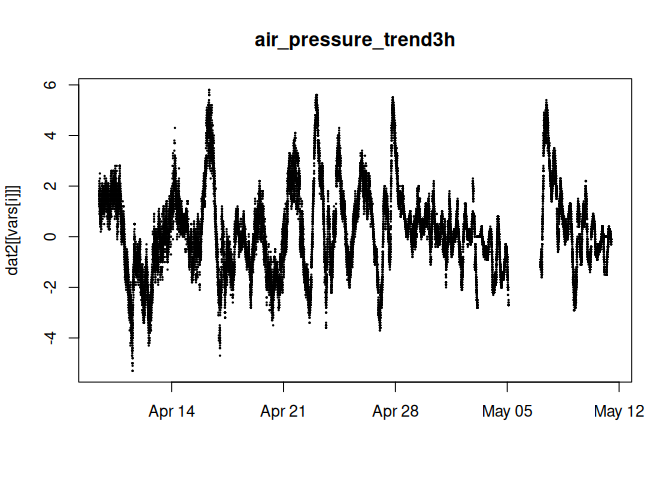 air_pressure_trend3h
dat2[[vars[i]]]
6
4
2
0
-2
-4
Apr 14
Apr 21
Apr 28
May 05
May 12